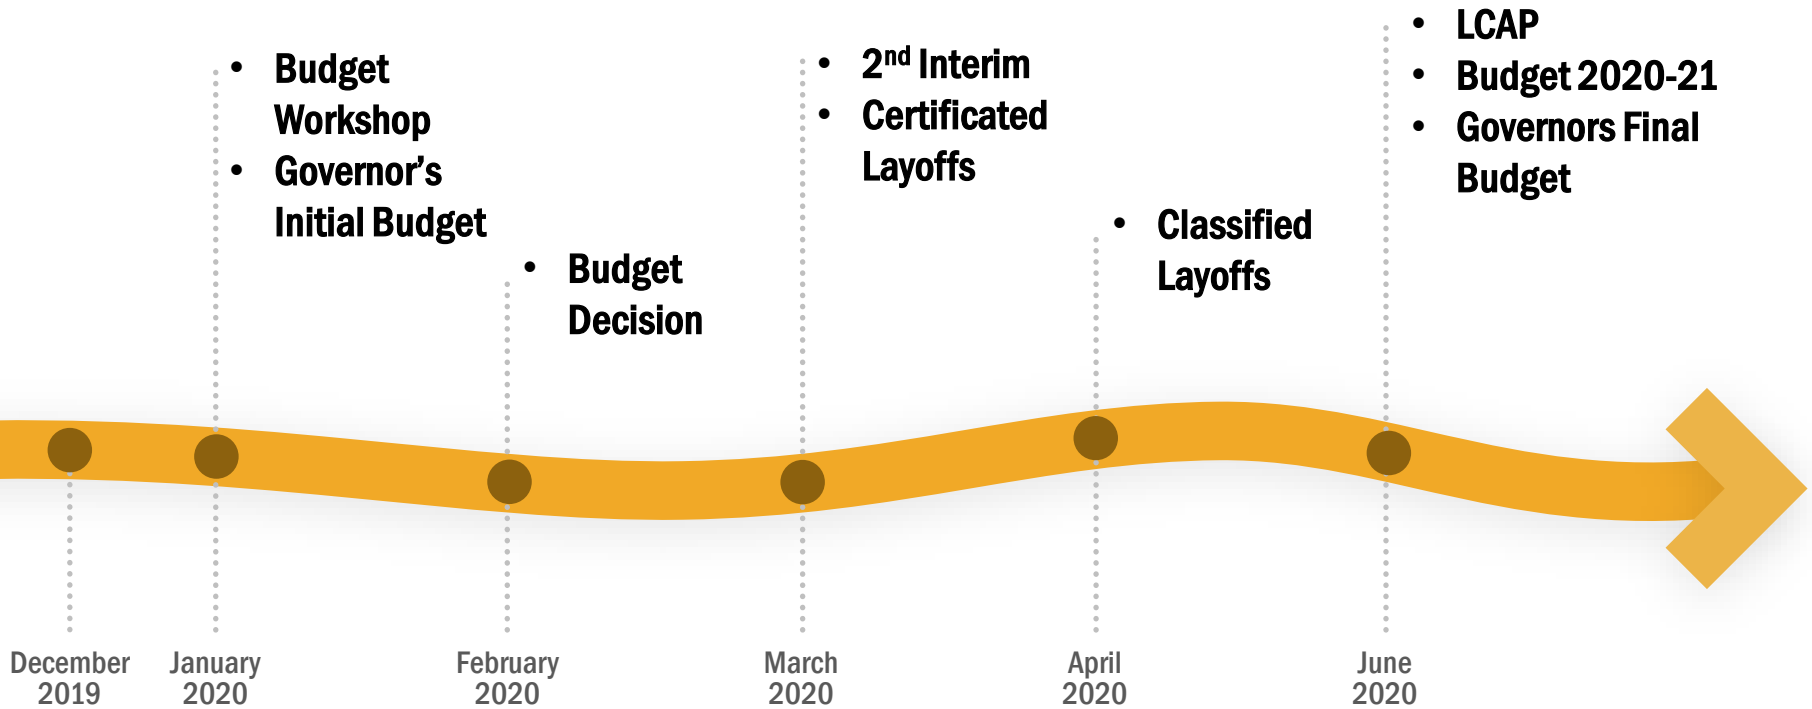 • Budget
Workshop
• Governor’s
Initial Budget
• Budget
Decision
• 2nd Interim
• Certificated
Layoffs
• Classified
Layoffs
• LCAP
• Budget 2020-21
• Governors Final
Budget
December
2019
January
2020
February
2020
March
2020
April
2020
June
2020